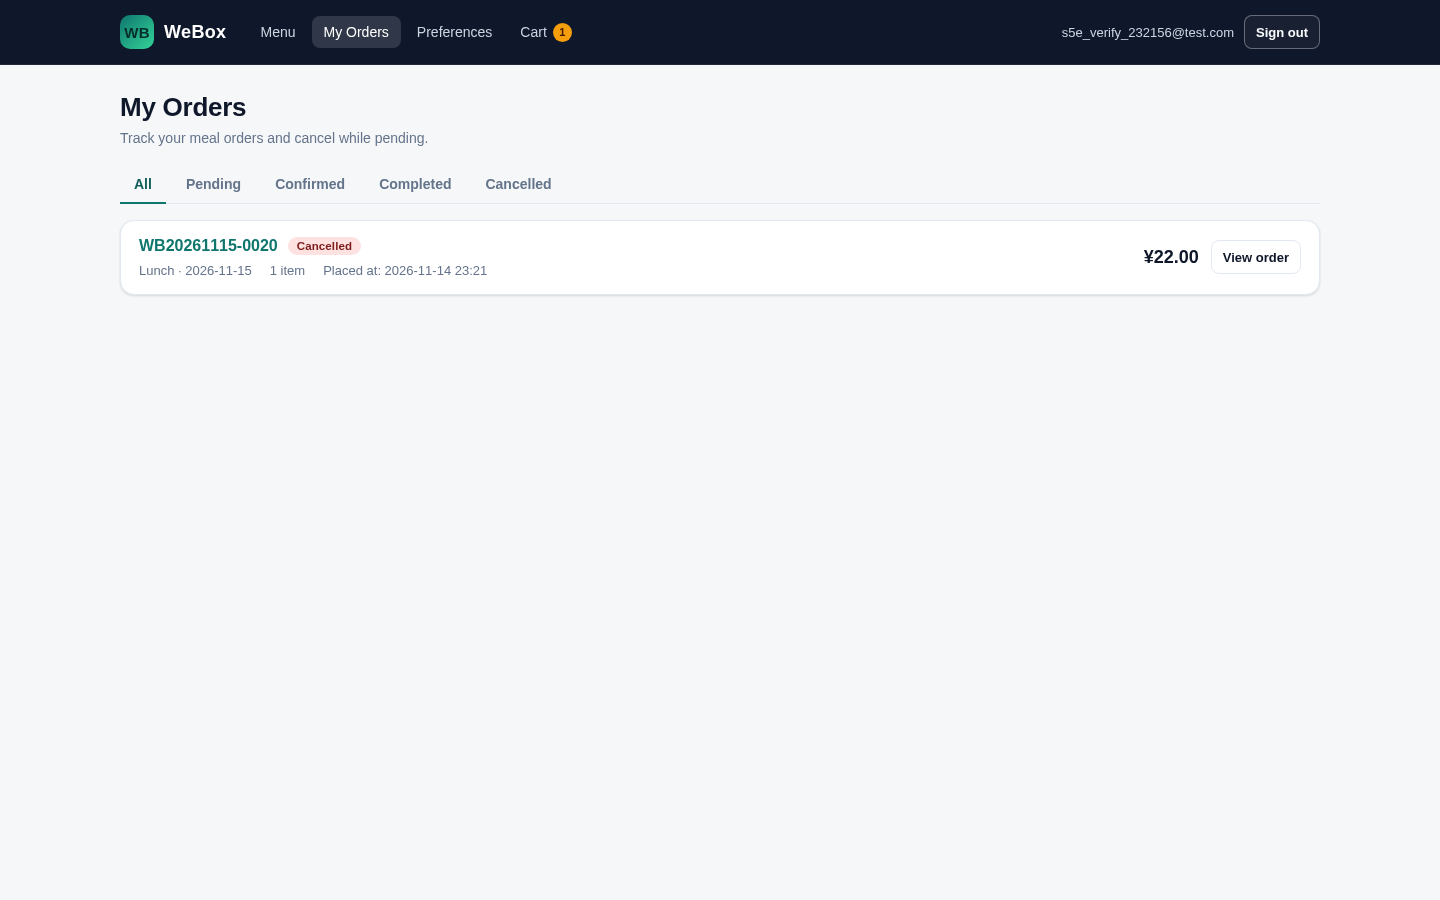 WB WeBox Menu My Orders Preferences Cart 1 s5e_verify_232156@test.com Sign out
My Orders
Track your meal orders and cancel while pending.
All Pending Confirmed Completed Cancelled
WB20261115-0020 Cancelled
Lunch · 2026-11-15 1 item Placed at: 2026-11-14 23:21
¥22.00 View order